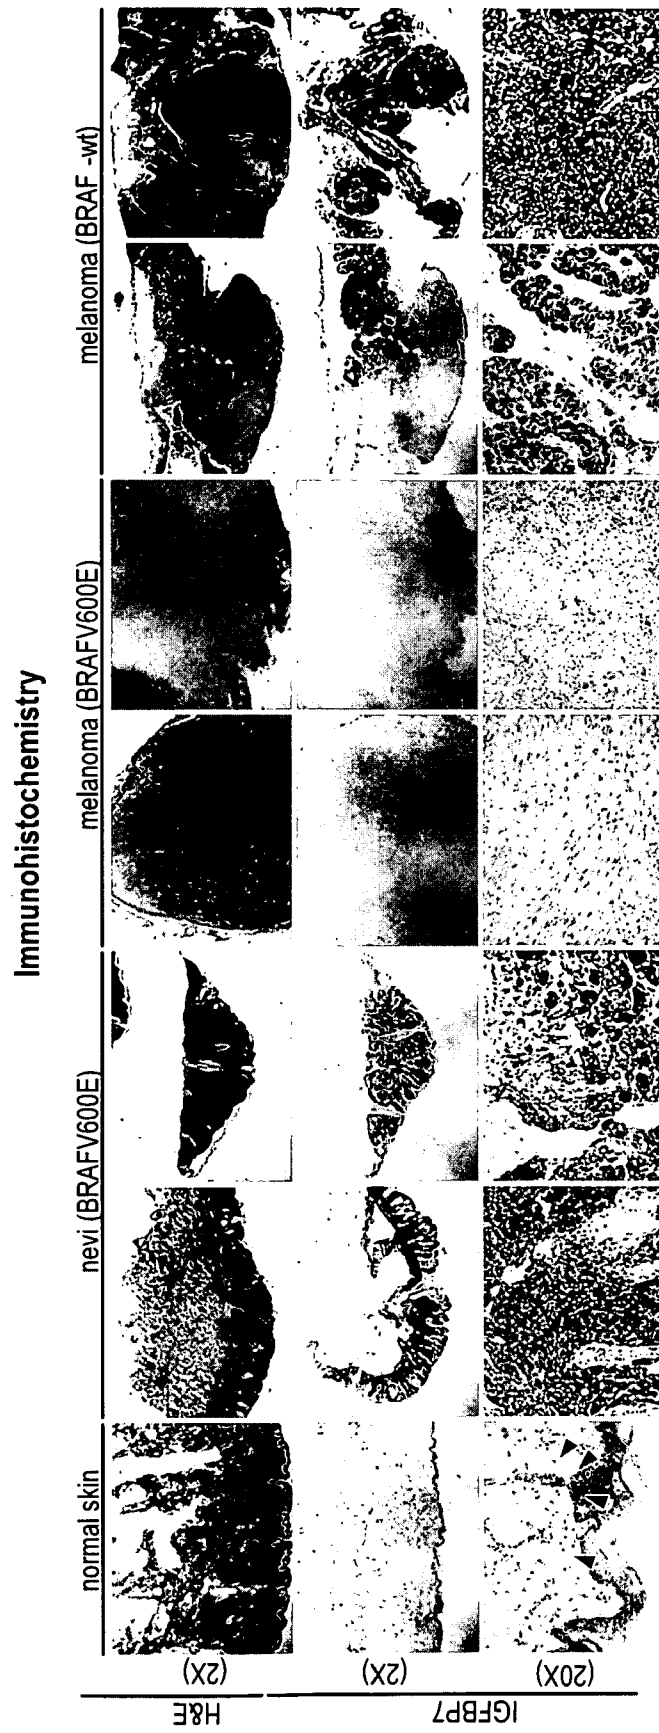 Immunohistochemistry
normal skin
nevi (BRAFV600E)
melanoma (BRAFV600E)
melanoma (BRAF -wt)
H&E
(2X)
IGFBP7
(2X)
(20X)